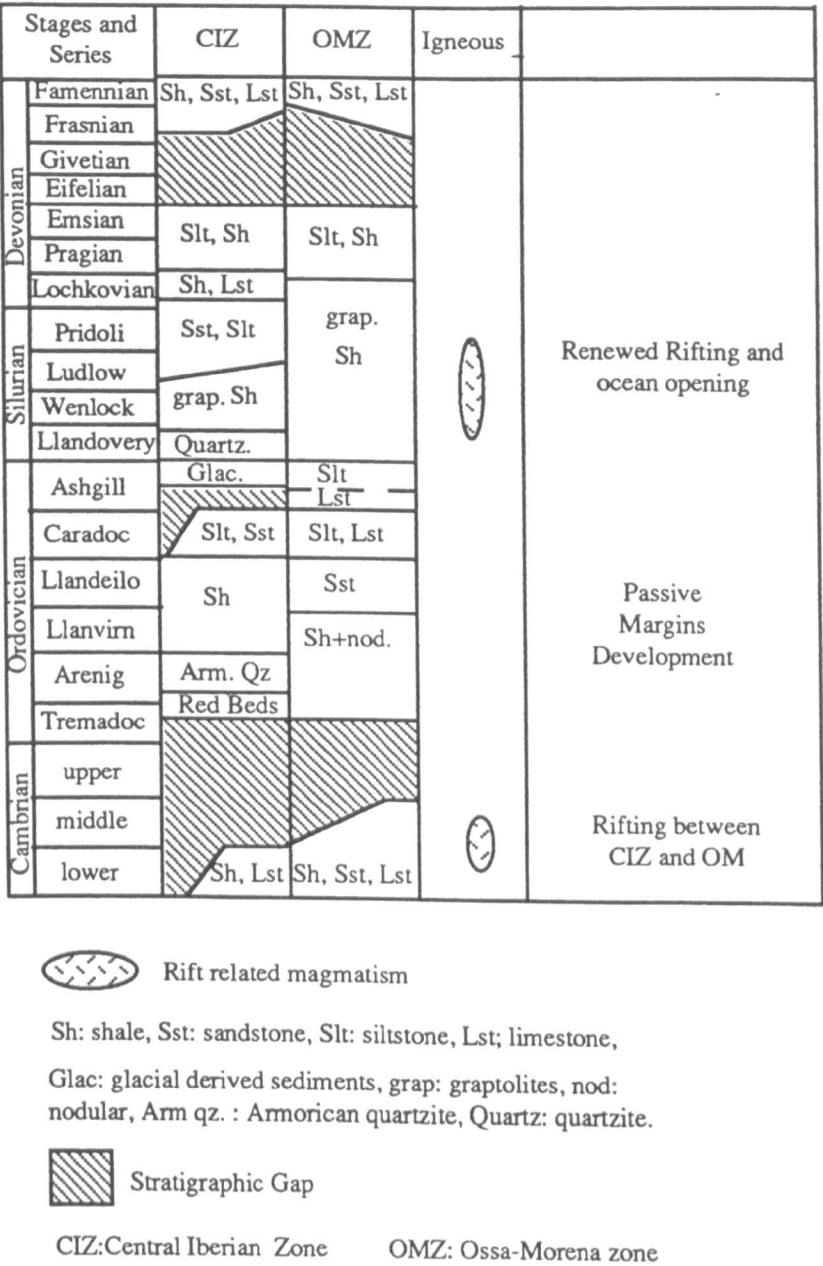 Stages and
Series
CIZ
OMZ
Igneous
Devonian
Famennian
Sh, Sst, Lst
Sh, Sst, Lst
Frasnian
Givetian
Eifelian
Emsian
Slt, Sh
Slt, Sh
Pragian
Lochkovian
Sh, Lst
Silurian
Pridoli
Sst, Slt
grap.
Sh
Ludlow
Renewed Rifting and
ocean opening
Wenlock
grap. Sh
Llandovery
Quartz.
Ordovician
Ashgill
Glac.
Slt
Lst
Caradoc
Slt, Sst
Slt, Lst
Llandeilo
Sh
Sst
Passive
Margins
Development
Llanvirn
Sh+nod.
Arenig
Arm. Qz
Red Beds
Tremadoc
Cambrian
upper
middle
Rifting between
CIZ and OM
lower
Sh, Lst
Sh, Sst, Lst
Rift related magmatism
Sh: shale, Sst: sandstone, Slt: siltstone, Lst; limestone,
Glac: glacial derived sediments, grap: graptolites, nod:
nodular, Arm qz. : Armorican quartzite, Quartz: quartzite.
Stratigraphic Gap
CIZ:Central Iberian Zone
OMZ: Ossa-Morena zone